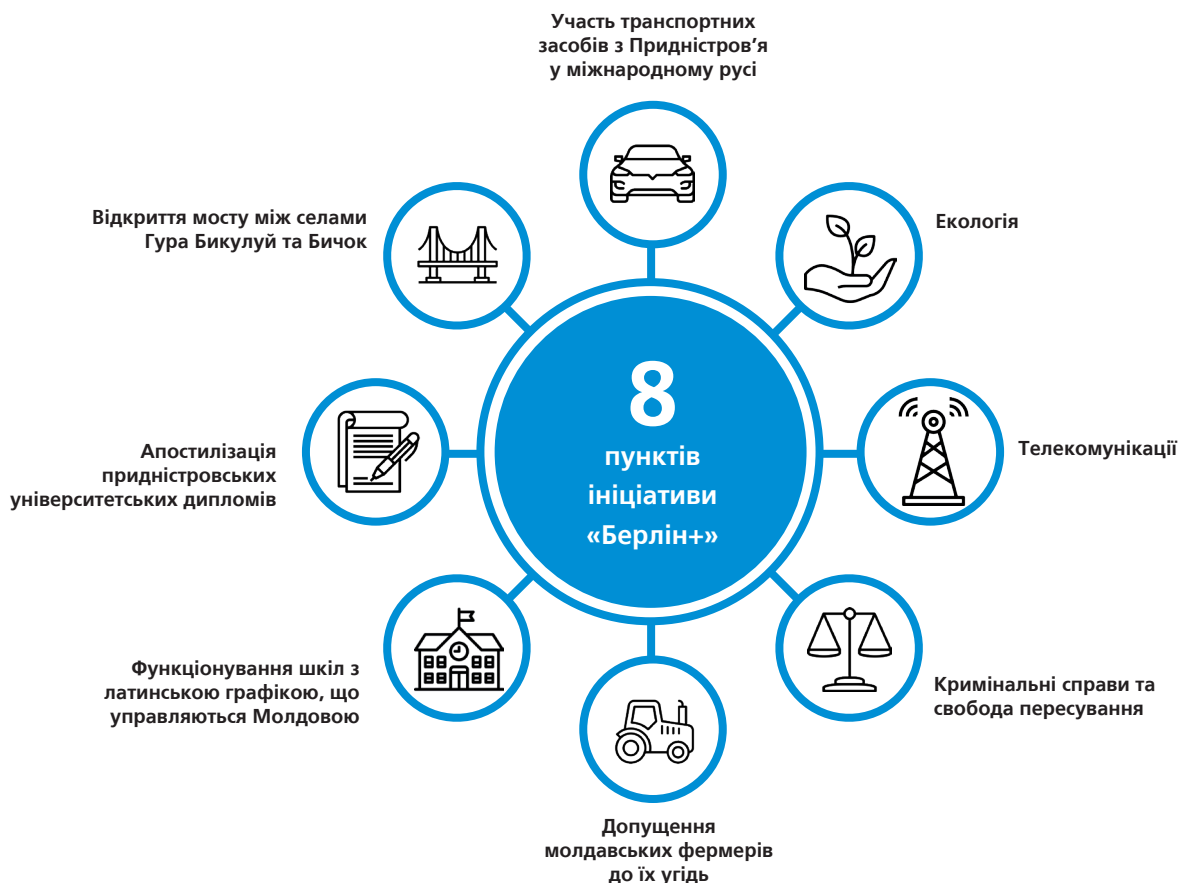 Участь транспортних
засобів з Придністров’я
у міжнародному русі
Екологія
Телекомунікації
Кримінальні справи та
свобода пересування
Допущення
молдавських фермерів
до їх угідь
Функціонування шкіл з
латинською графікою, що
управляються Молдовою
Апостилізація
придністровських
університетських дипломів
Відкриття мосту між селами
Гура Бикулуй та Бичок
8
пунктів
ініціативи
«Берлін+»